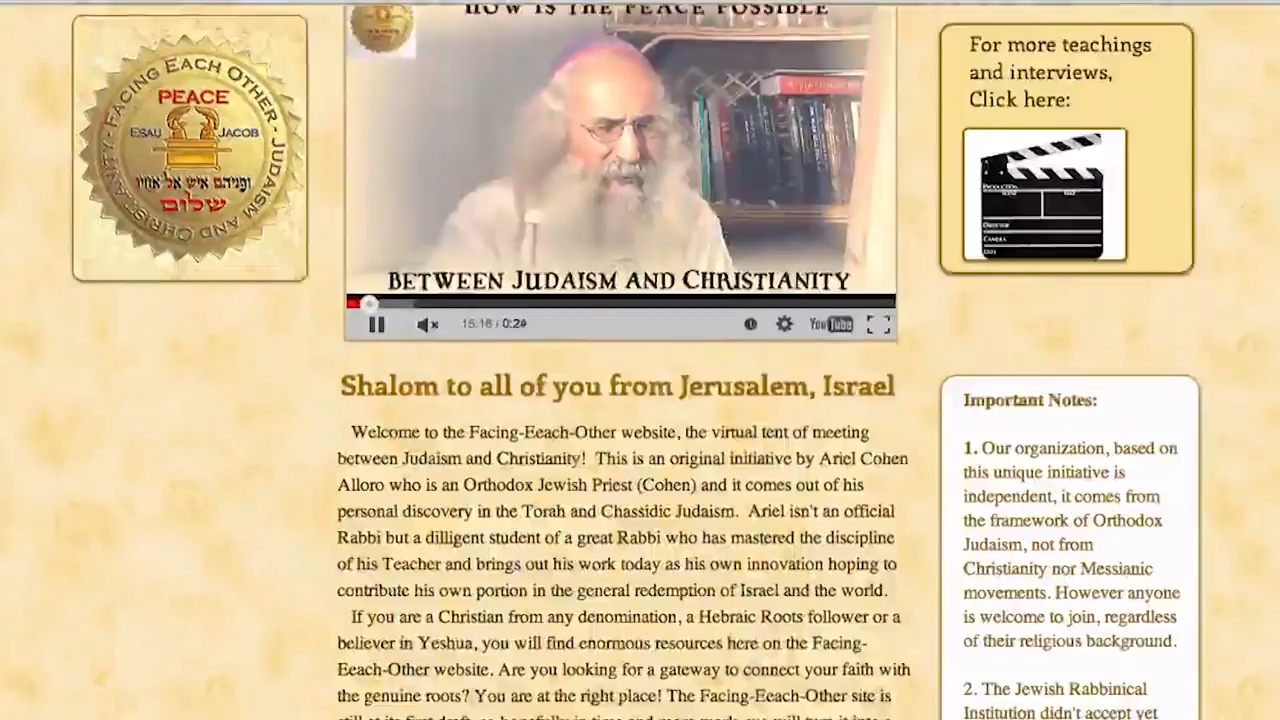 FACING EACH OTHER - JUDAISM AND CHRISTIANITY -
PEACE
ESAU JACOB
ופניהם איש אל אחיו
שלום
HOW IS THE PEACE POSSIBLE
BETWEEN JUDAISM AND CHRISTIANITY
YouTube
For more teachings
and interviews,
Click here:
PRODUCTION
SCENE TAKE
DIRECTOR
CAMERA
DATE
Shalom to all of you from Jerusalem, Israel
Welcome to the Facing-Eeach-Other website, the virtual tent of meeting
between Judaism and Christianity! This is an original initiative by Ariel Cohen
Alloro who is an Orthodox Jewish Priest (Cohen) and it comes out of his
personal discovery in the Torah and Chassidic Judaism. Ariel isn't an official
Rabbi but a dilligent student of a great Rabbi who has mastered the discipline
of his Teacher and brings out his work today as his own innovation hoping to
contribute his own portion in the general redemption of Israel and the world.
If you are a Christian from any denomination, a Hebraic Roots follower or a
believer in Yeshua, you will find enormous resources here on the Facing-
Eeach-Other website. Are you looking for a gateway to connect your faith with
the genuine roots? You are at the right place! The Facing-Eeach-Other site is
Important Notes:
1. Our organization, based on
this unique initiative is
independent, it comes from
the framework of Orthodox
Judaism, not from
Christianity nor Messianic
movements. However anyone
is welcome to join, regardless
of their religious background.
2. The Jewish Rabbinical
Institution didn't accept yet